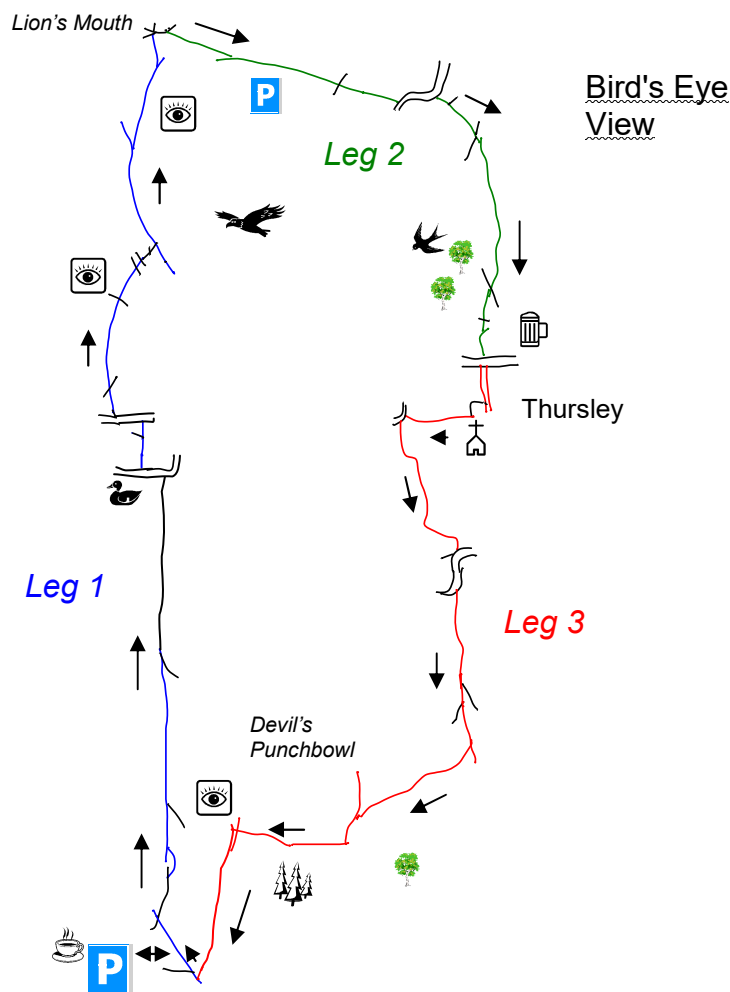 Lion's Mouth
P
Bird's Eye
View
Leg 2
Thursley
Leg 1
Leg 3
Devil’s
Punchbowl
P